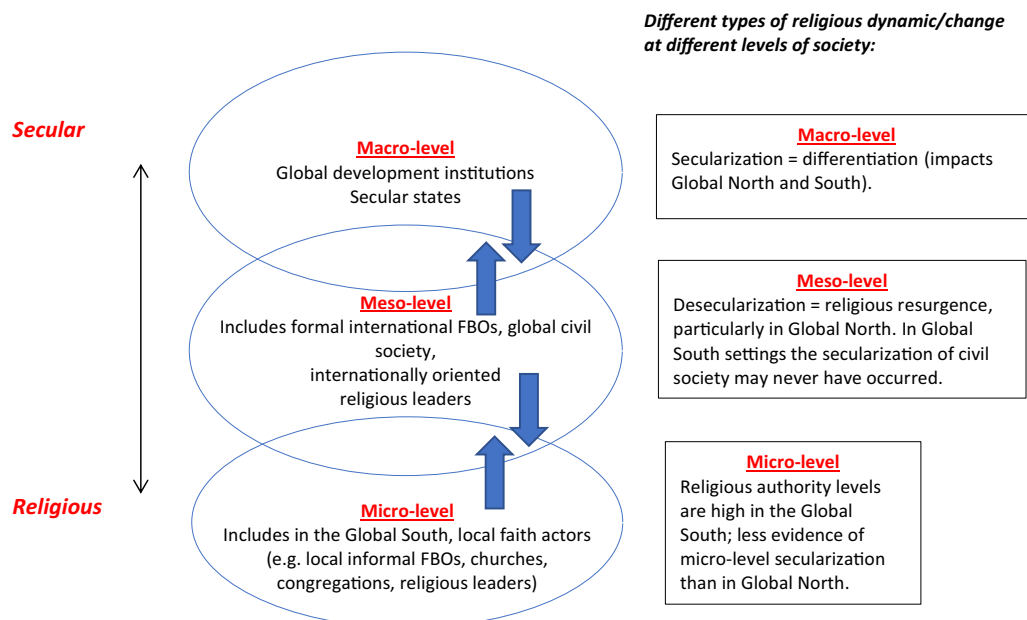 Different types of religious dynamic/change
at different levels of society:
Secular
Macro-level
Global development institutions
Secular states
Macro-level
Secularization = differentiation (impacts
Global North and South).
Meso-level
Includes formal international FBOs, global civil
society,
internationally oriented
religious leaders
Meso-level
Desecularization = religious resurgence,
particularly in Global North. In Global
South settings the secularization of civil
society may never have occurred.
Religious
Micro-level
Includes in the Global South, local faith actors
(e.g. local informal FBOs, churches,
congregations, religious leaders)
Micro-level
Religious authority levels
are high in the Global
South; less evidence of
micro-level secularization
than in Global North.